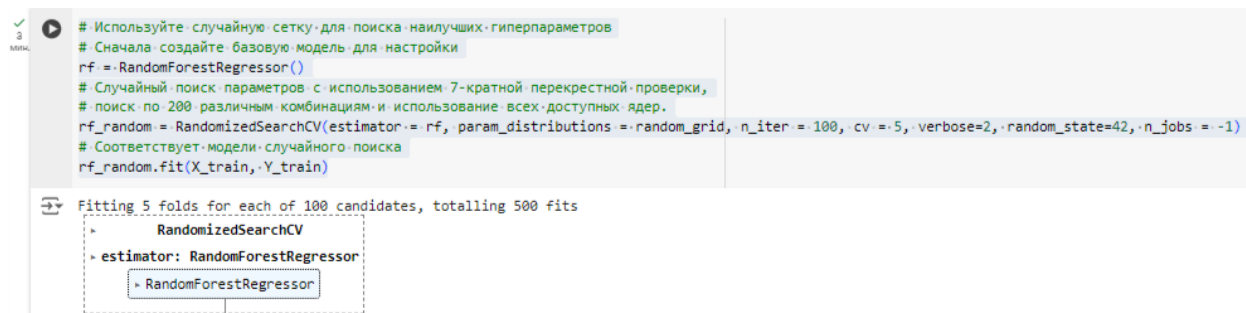 3
мин.
# Используйте случайную сетку для поиска наилучших гиперпараметров
# Сначала создайте базовую модель для настройки
rf = RandomForestRegressor()
# Случайный поиск параметров с использованием 7-кратной перекрестной проверки,
# поиск по 200 различным комбинациям и использование всех доступных ядер.
rf_random = RandomizedSearchCV(estimator = rf, param_distributions = random_grid, n_iter = 100, cv = 5, verbose=2, random_state=42, n_jobs = -1)
# Соответствует модели случайного поиска
rf_random.fit(X_train, Y_train)
Fitting 5 folds for each of 100 candidates, totalling 500 fits
RandomizedSearchCV
estimator: RandomForestRegressor
RandomForestRegressor